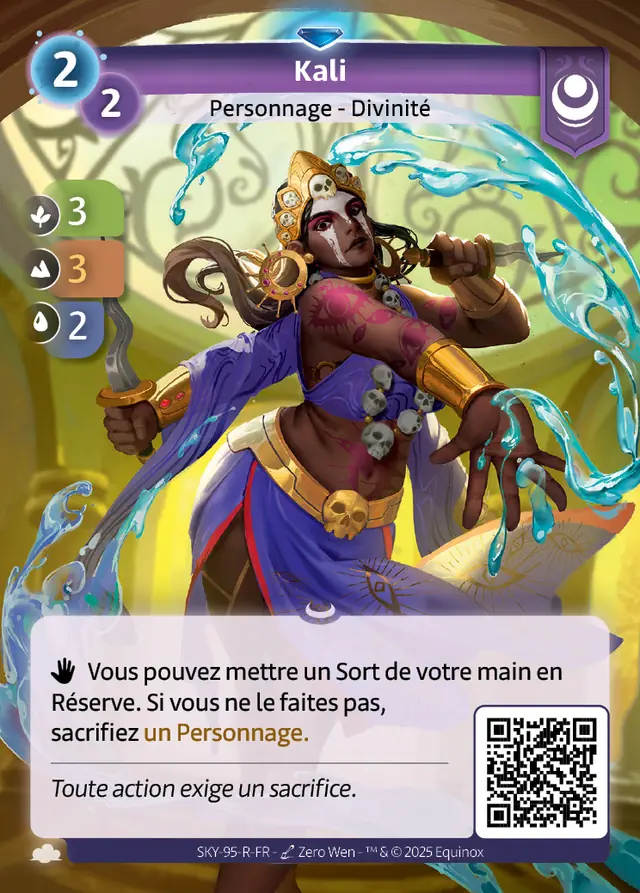 2
Kali
2
Personnage - Divinité
3
3
2
Vous pouvez mettre un Sort de votre main en
Réserve. Si vous ne le faites pas,
sacrifiez un Personnage.
Toute action exige un sacrifice.
SKY-95-R-FR - Zero Wen - ™ & © 2025 Equinox